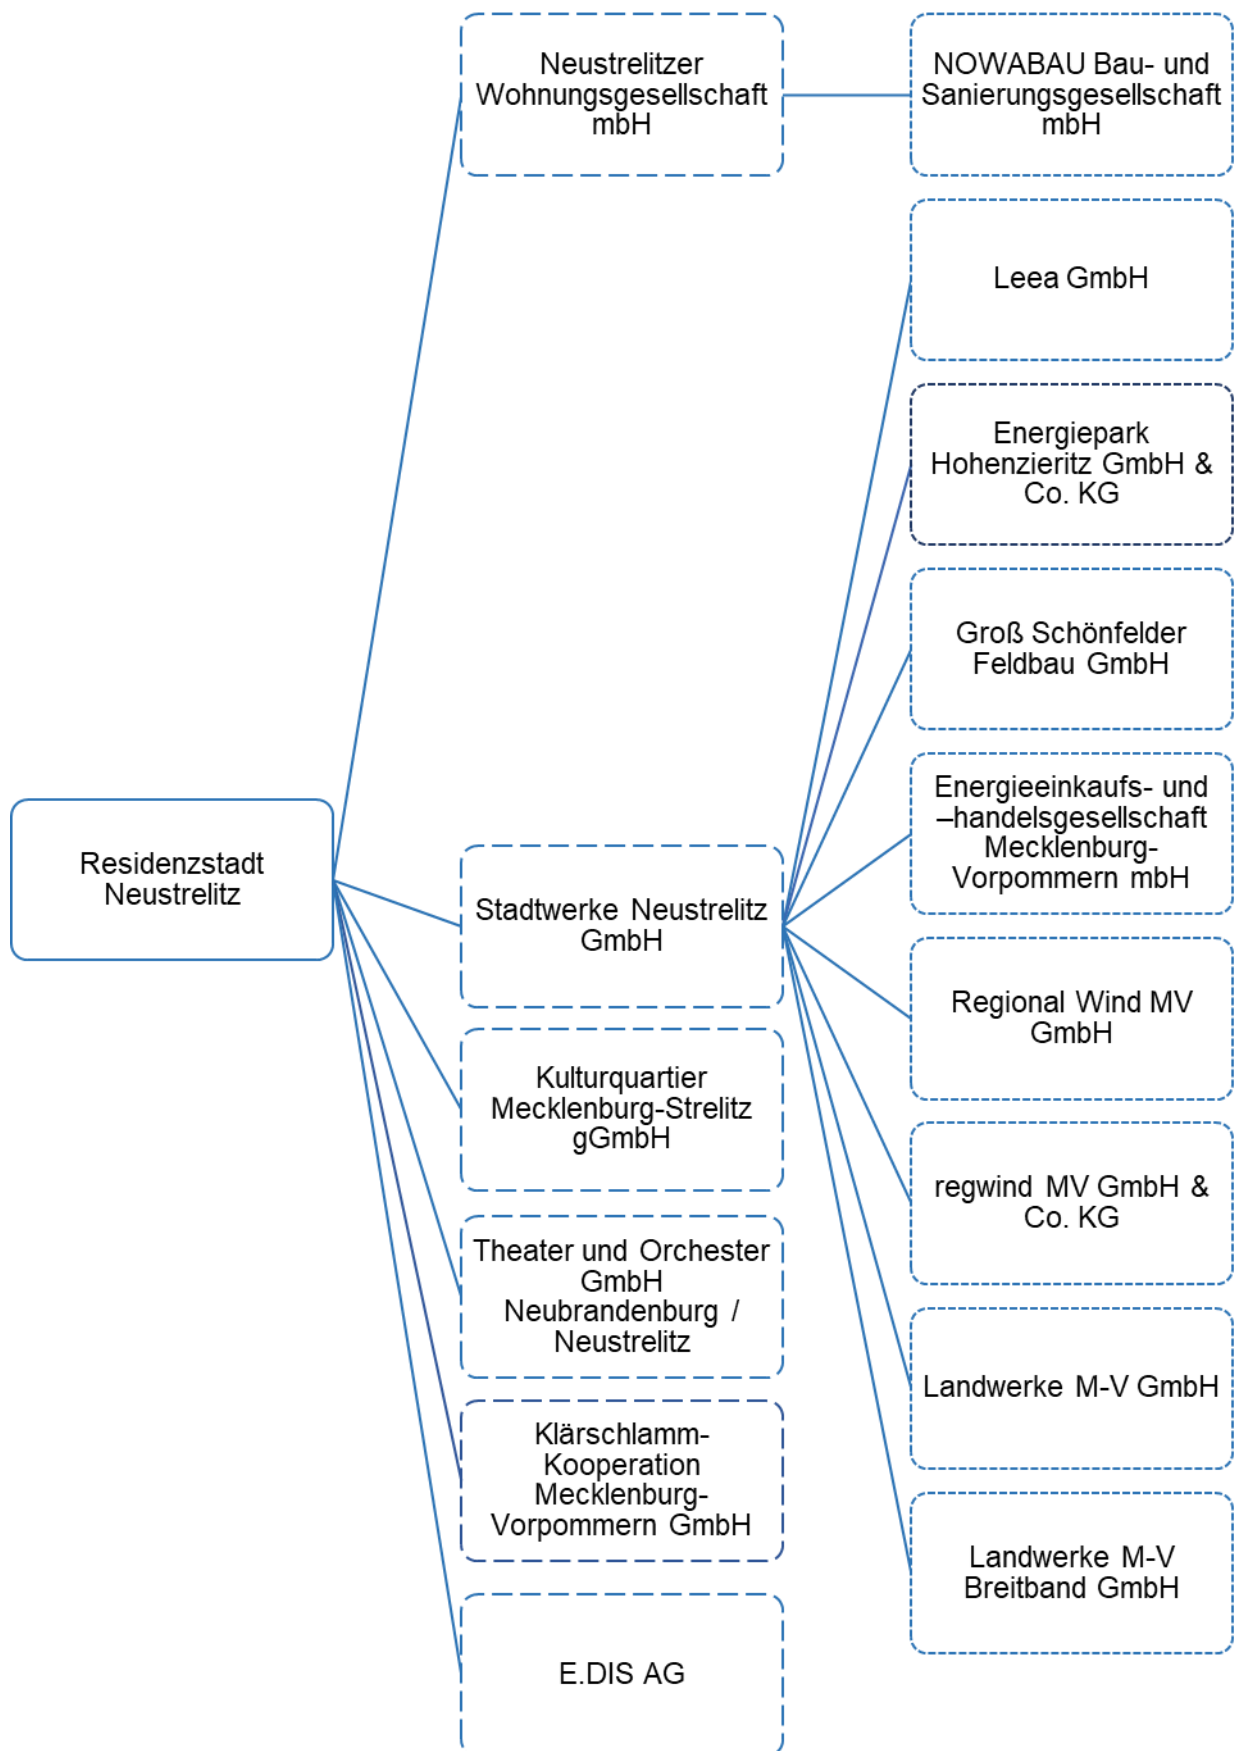 Neustrelitzer
Wohnungsgesellschaft
mbH
NOWABAU Bau- und
Sanierungsgesellschaft
mbH
Leea GmbH
Energiepark
Hohenzieritz GmbH &
Co. KG
Groß Schönfelder
Feldbau GmbH
Energieeinkaufs- und
–handelsgesellschaft
Mecklenburg-
Vorpommern mbH
Residenzstadt
Neustrelitz
Stadtwerke Neustrelitz
GmbH
Regional Wind MV
GmbH
Kulturquartier
Mecklenburg-Strelitz
gGmbH
regwind MV GmbH &
Co. KG
Theater und Orchester
GmbH
Neubrandenburg /
Neustrelitz
Landwerke M-V GmbH
Klärschlamm-
Kooperation
Mecklenburg-
Vorpommern GmbH
Landwerke M-V
Breitband GmbH
E.DIS AG